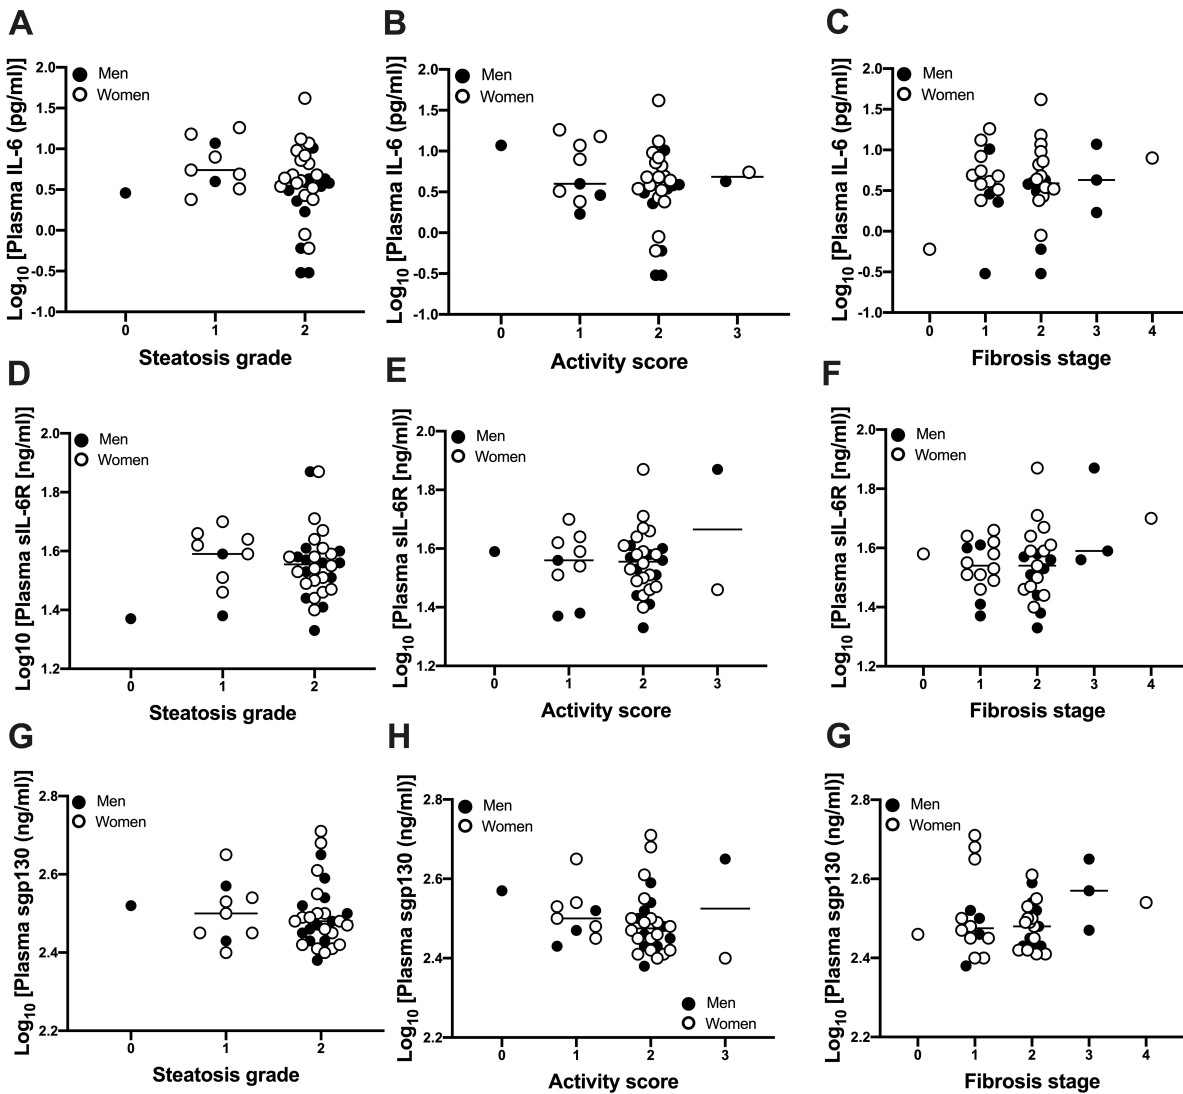 A
Log10 [Plasma IL-6 (pg/ml)]
2.0
1.5
1.0
0.5
0.0
-0.5
-1.0
Men
Women
0 1 2
Steatosis grade
B
Log10 [Plasma IL-6 (pg/ml)]
2.0
1.5
1.0
0.5
0.0
-0.5
-1.0
Men
Women
0 1 2 3
Activity score
C
Log10 [Plasma IL-6 (pg/ml)]
2.0
1.5
1.0
0.5
0.0
-0.5
-1.0
Men
Women
0 1 2 3 4
Fibrosis stage
D
Log10 [Plasma sIL-6R [ng/ml)]
2.0
1.8
1.6
1.4
1.2
Men
Women
0 1 2
Steatosis grade
E
Log10 [Plasma sIL-6R [ng/ml)]
2.0
1.8
1.6
1.4
1.2
Men
Women
0 1 2 3
Activity score
F
Log10 [Plasma sIL-6R [ng/ml)]
2.0
1.8
1.6
1.4
1.2
Men
Women
0 1 2 3 4
Fibrosis stage
G
Log10 [Plasma sgp130 (ng/ml)]
2.8
2.6
2.4
2.2
Men
Women
0 1 2
Steatosis grade
H
Log10 [Plasma sgp130 (ng/ml)]
2.8
2.6
2.4
2.2
Men
Women
Men
Women
0 1 2 3
Activity score
G
Log10 [Plasma sgp130 (ng/ml)]
2.8
2.6
2.4
2.2
Men
Women
0 1 2 3 4
Fibrosis stage